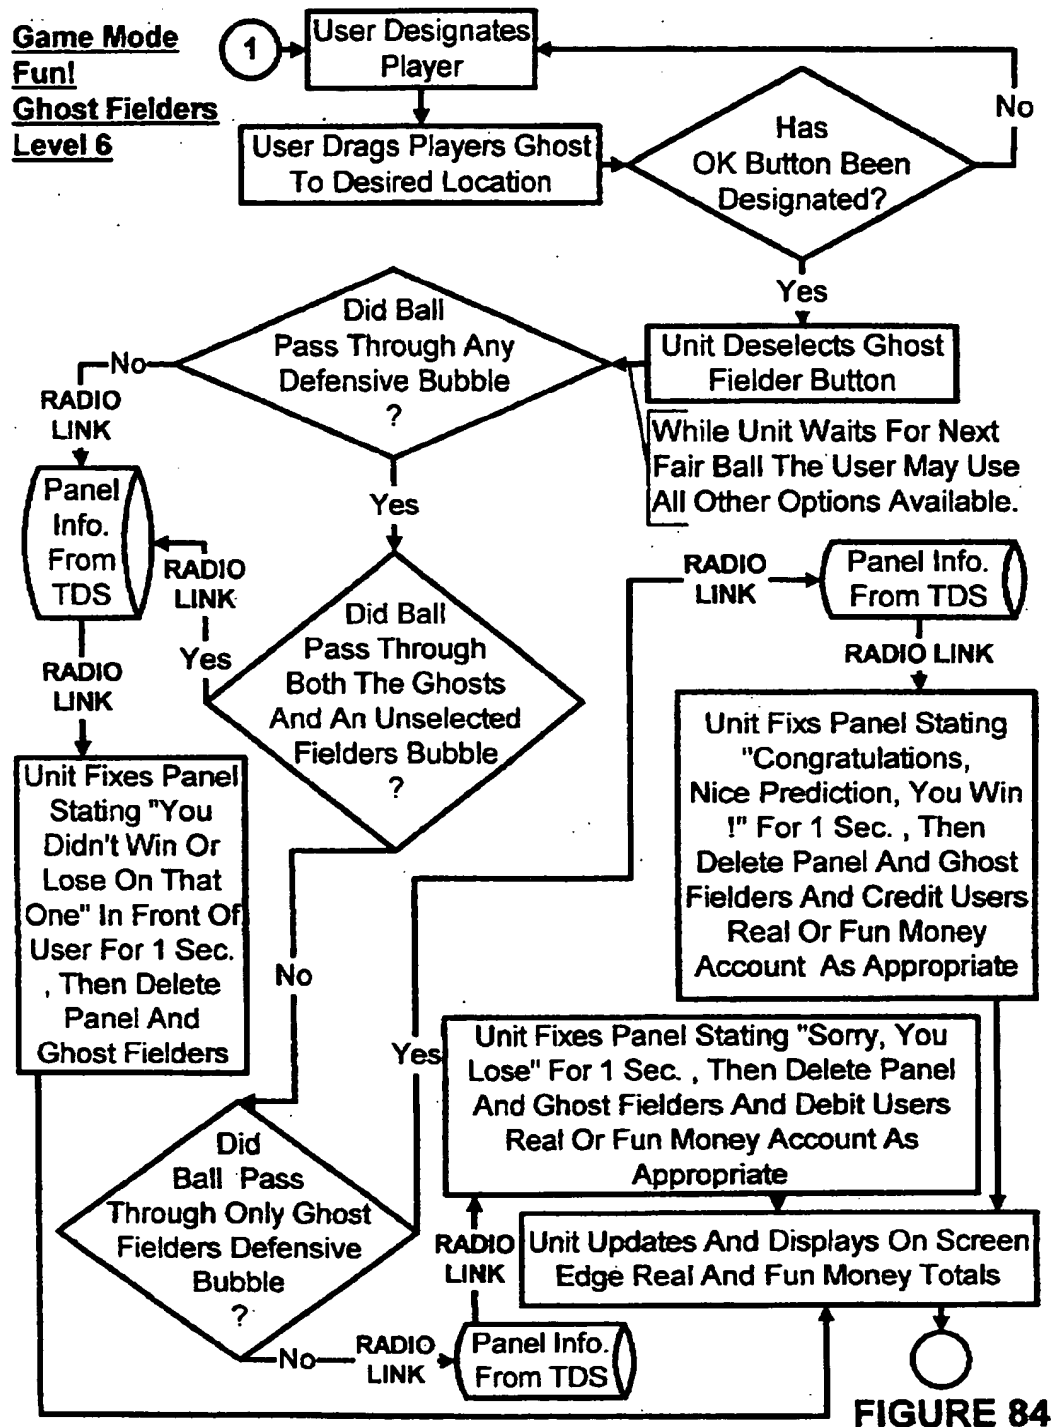 Game Mode
Fun!
Ghost Fielders
Level 6
1
User Designates
Player
No
User Drags Players Ghost
To Desired Location
Has
OK Button Been
Designated?
Yes
Unit Deselects Ghost
Fielder Button
While Unit Waits For Next
Fair Ball The User May Use
All Other Options Available.
Did Ball
Pass Through Any
Defensive Bubble
?
No
RADIO
LINK
Panel
Info.
From
TDS
Yes
RADIO
LINK
Yes
Did Ball
Pass Through
Both The Ghosts
And An Unselected
Fielders Bubble
?
RADIO
LINK
Panel Info.
From TDS
RADIO LINK
RADIO
LINK
Unit Fixes Panel
Stating "You
Didn't Win Or
Lose On That
One" In Front Of
User For 1 Sec.
, Then Delete
Panel And
Ghost Fielders
Unit Fixs Panel Stating
"Congratulations,
Nice Prediction, You Win
!" For 1 Sec. , Then
Delete Panel And Ghost
Fielders And Credit Users
Real Or Fun Money
Account As Appropriate
No
Yes
Unit Fixes Panel Stating "Sorry, You
Lose" For 1 Sec. , Then Delete Panel
And Ghost Fielders And Debit Users
Real Or Fun Money Account As
Appropriate
Did
Ball Pass
Through Only Ghost
Fielders Defensive
Bubble
?
RADIO
LINK
Unit Updates And Displays On Screen
Edge Real And Fun Money Totals
No
RADIO
LINK
Panel Info.
From TDS
FIGURE 84